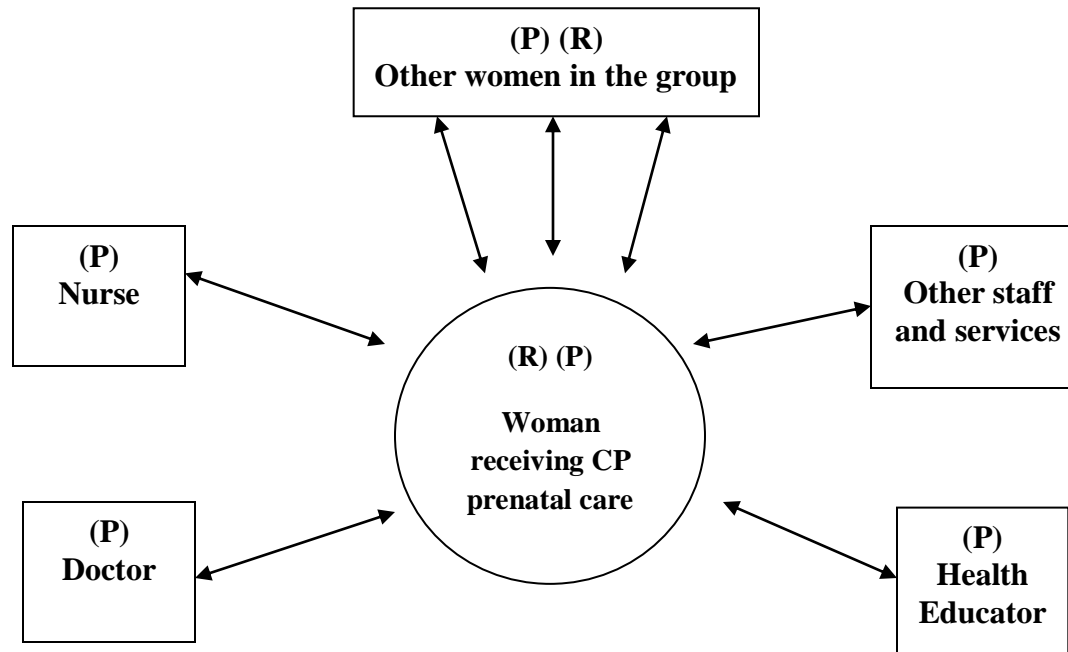 (P) (R)
Other women in the group
(P)
Nurse
(P)
Other staff
and services
(R) (P)
Woman
receiving CP
prenatal care
(P)
Doctor
(P)
Health
Educator